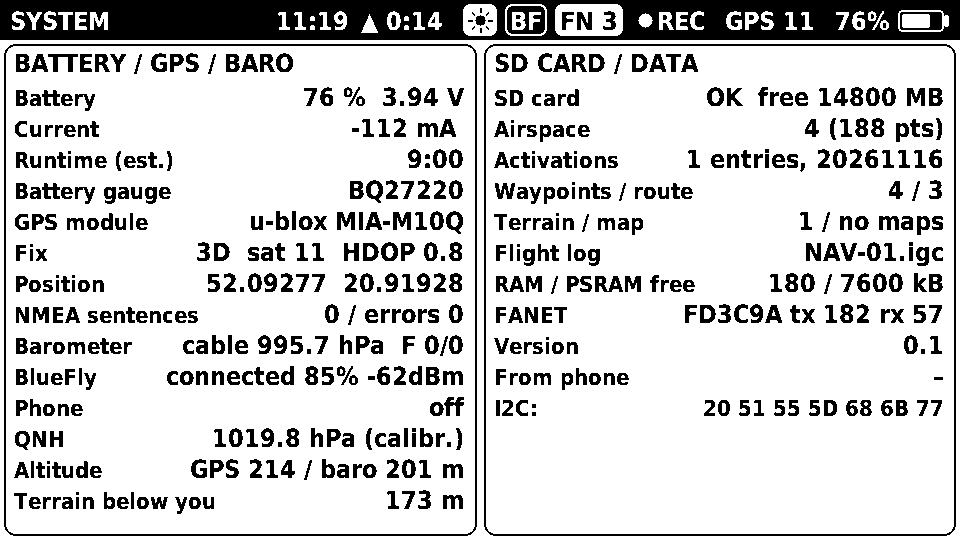 SYSTEM 11:19 ▲ 0:14 BF FN 3 ●REC GPS 11 76%
BATTERY / GPS / BARO
Battery 76 % 3.94 V
Current -112 mA
Runtime (est.) 9:00
Battery gauge BQ27220
GPS module u-blox MIA-M10Q
Fix 3D sat 11 HDOP 0.8
Position 52.09277 20.91928
NMEA sentences 0 / errors 0
Barometer cable 995.7 hPa F 0/0
BlueFly connected 85% -62dBm
Phone off
QNH 1019.8 hPa (calibr.)
Altitude GPS 214 / baro 201 m
Terrain below you 173 m
SD CARD / DATA
SD card OK free 14800 MB
Airspace 4 (188 pts)
Activations 1 entries, 20261116
Waypoints / route 4 / 3
Terrain / map 1 / no maps
Flight log NAV-01.igc
RAM / PSRAM free 180 / 7600 kB
FANET FD3C9A tx 182 rx 57
Version 0.1
From phone –
I2C: 20 51 55 5D 68 6B 77